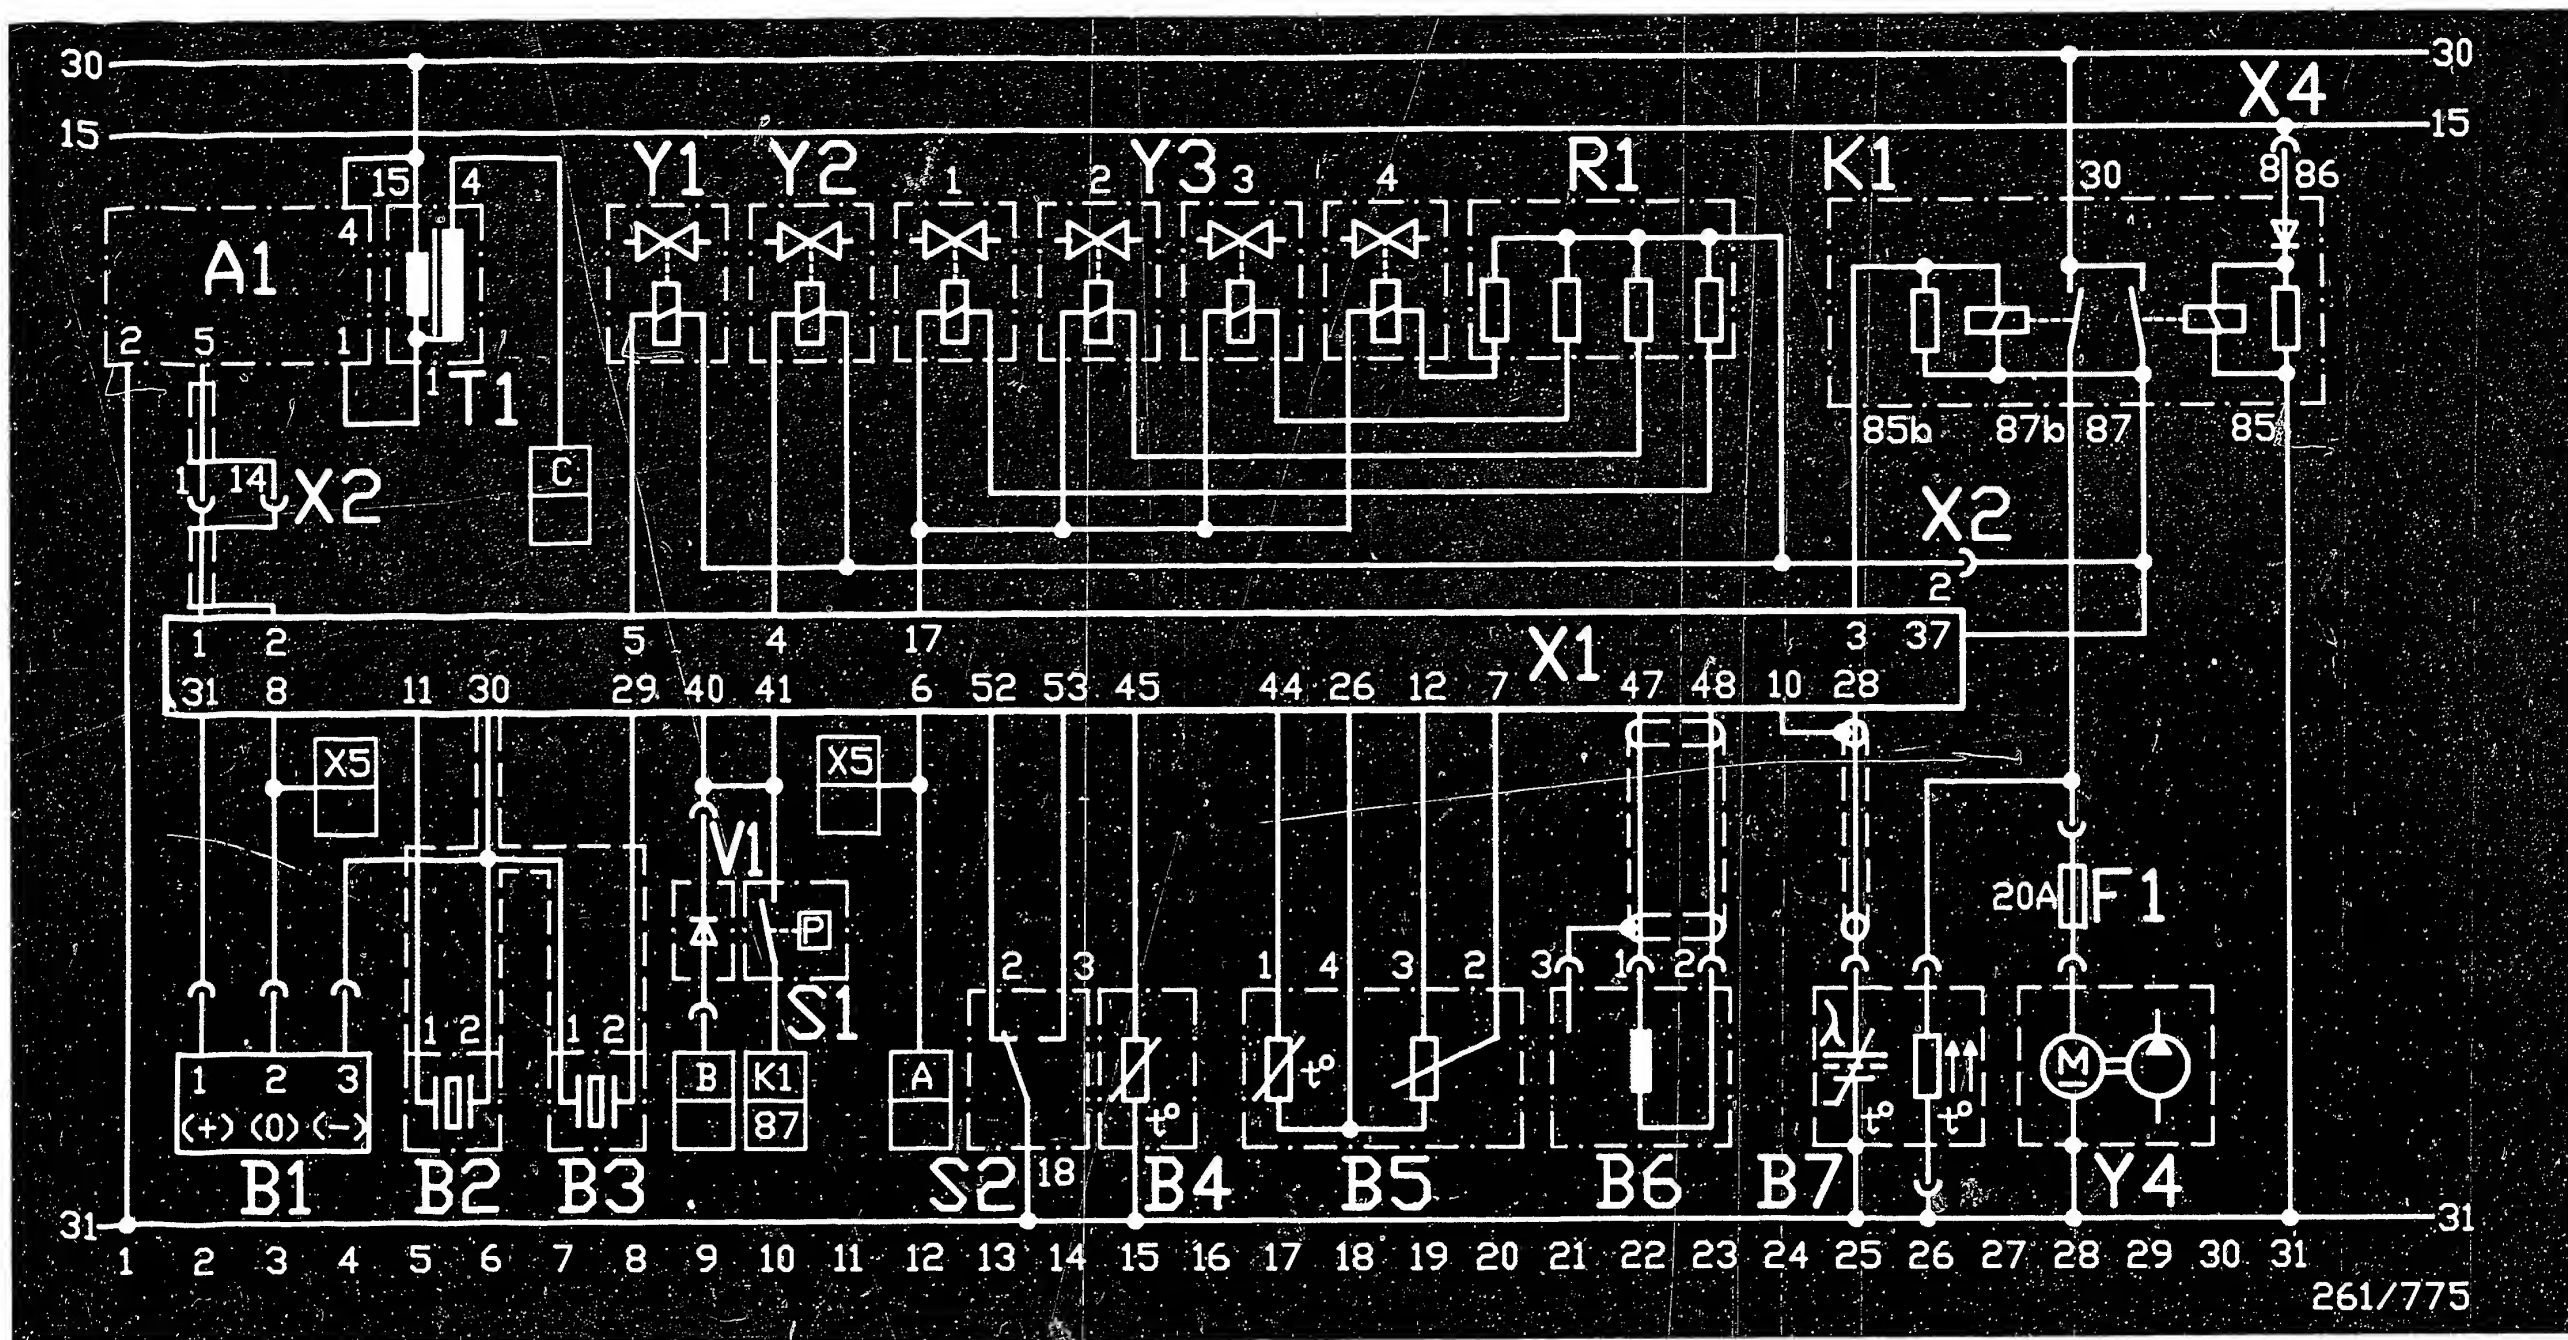 30 30
X4
15 15
Y1 Y2 1 2 Y3 3 4 R1 K1
15 4 30 8 86
4
A1
2 5 1
1 T1
85b 87b 87 85
C
1 14 X2 X2
2
1 2 5 4 17 X1 3 37
31 8 11 30 29 40 41 6 52 53 45 44 26 12 7 47 48 10 28
X5 X5
V1
20A F1
P
2 3 1 4 3 2 3 1 2
S1
1 2 1 2
λ
1 2 3 B K1 A t° M
(+) (0) (-) 87 t° t° t°
B1 B2 B3 S2 18 B4 B5 B6 B7 Y4
31 31
1 2 3 4 5 6 7 8 9 10 11 12 13 14 15 16 17 18 19 20 21 22 23 24 25 26 27 28 29 30 31
261/775